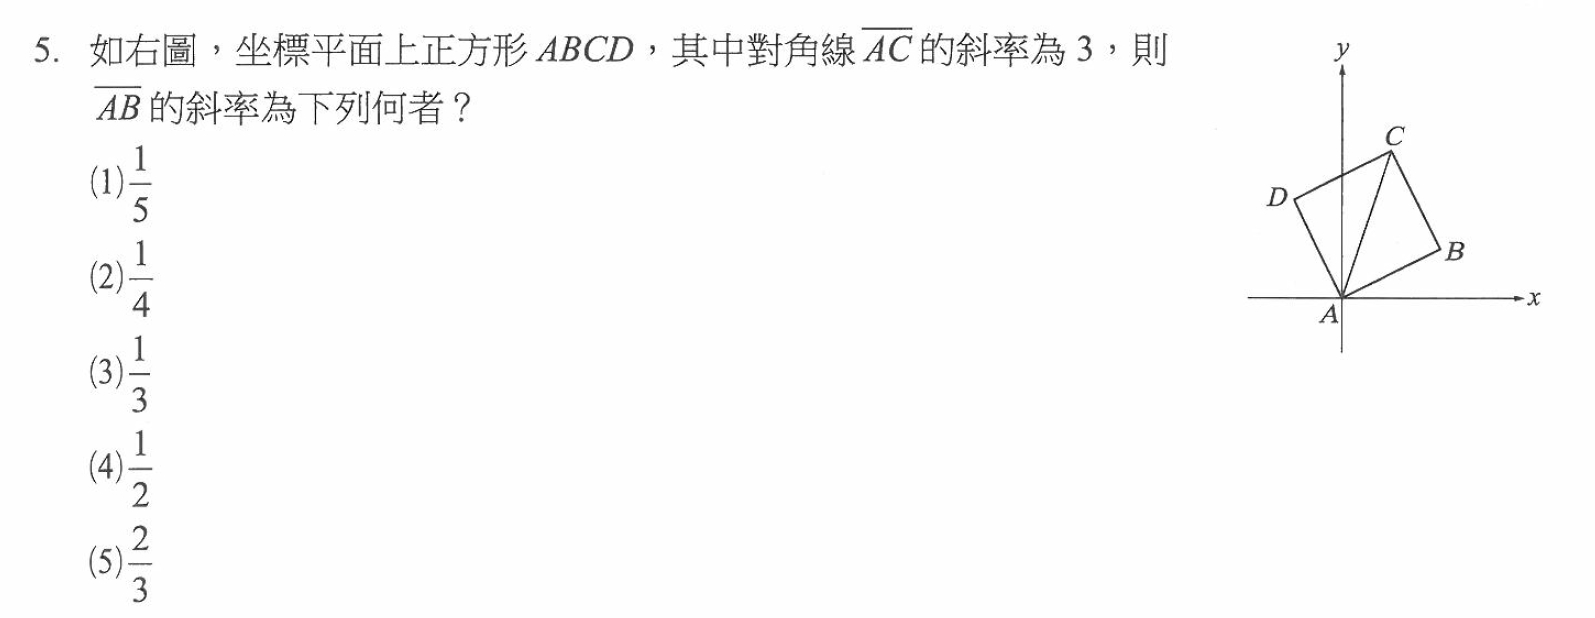 5. 如右圖，坐標平面上正方形 ABCD，其中對角線 \overline{AC} 的斜率為 3，則
\overline{AB} 的斜率為下列何者？
(1) \frac{1}{5}
(2) \frac{1}{4}
(3) \frac{1}{3}
(4) \frac{1}{2}
(5) \frac{2}{3}
y
C
D
B
x
A